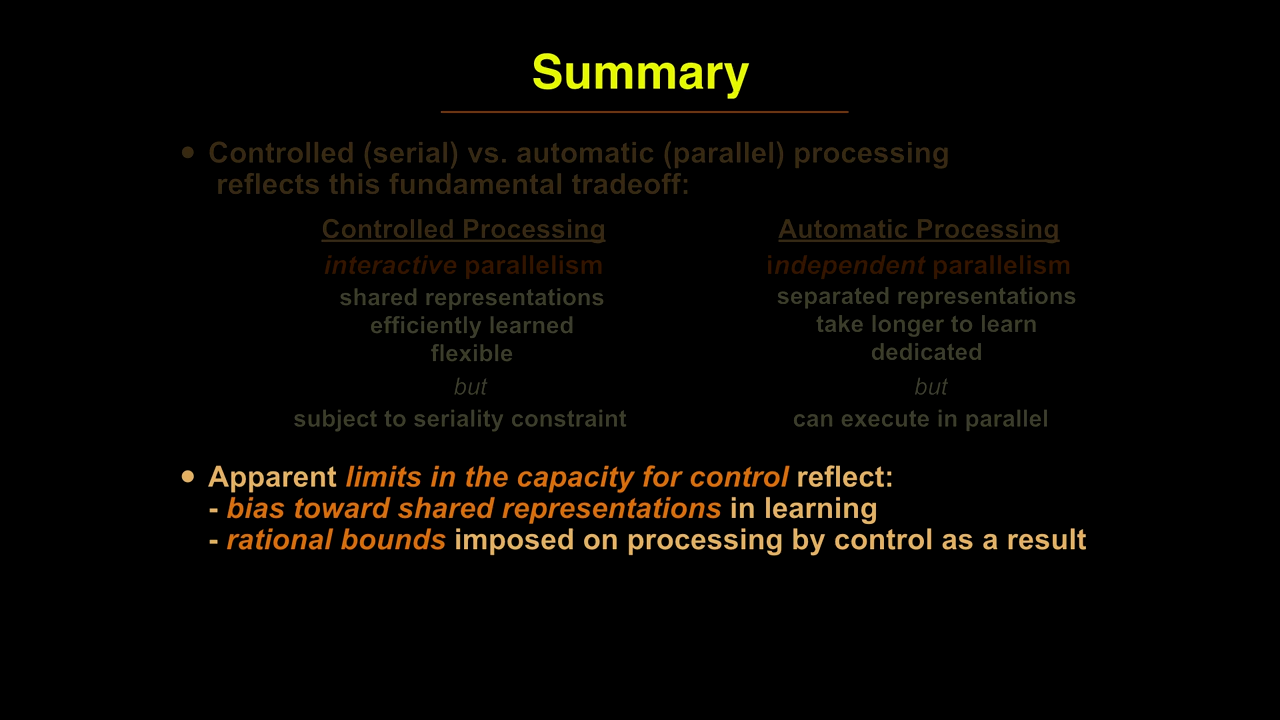 Summary
• Controlled (serial) vs. automatic (parallel) processing
reflects this fundamental tradeoff:
Controlled Processing
interactive parallelism
shared representations
efficiently learned
flexible
but
subject to seriality constraint
Automatic Processing
independent parallelism
separated representations
take longer to learn
dedicated
but
can execute in parallel
• Apparent limits in the capacity for control reflect:
- bias toward shared representations in learning
- rational bounds imposed on processing by control as a result